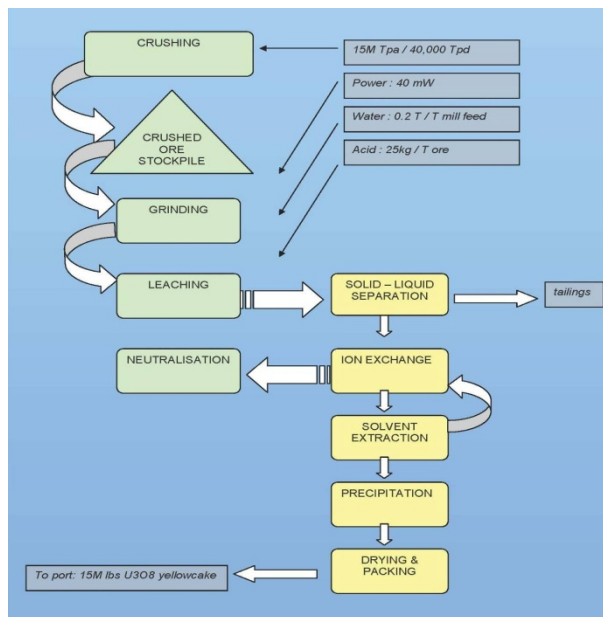 CRUSHING
15M Tpa / 40,000 Tpd
Power : 40 mW
Water : 0.2 T / T mill feed
Acid : 25kg / T ore
CRUSHED
ORE
STOCKPILE
GRINDING
LEACHING
SOLID – LIQUID
SEPARATION
tailings
NEUTRALISATION
ION EXCHANGE
SOLVENT
EXTRACTION
PRECIPITATION
DRYING &
PACKING
To port: 15M lbs U3O8 yellowcake